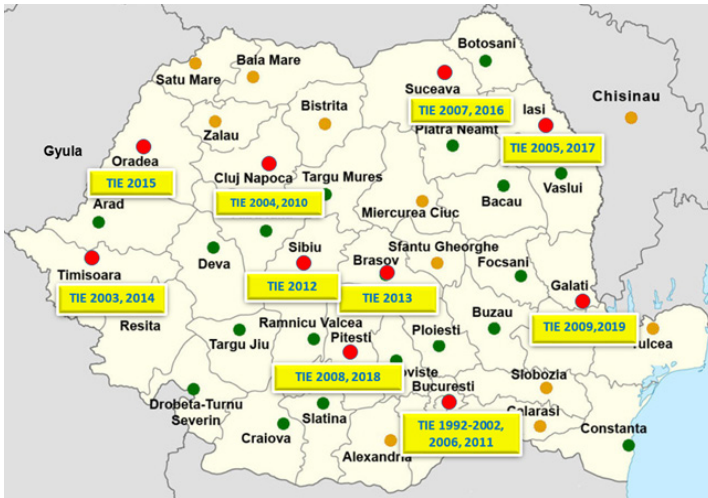 Botosani
Baia Mare
Satu Mare
Suceava
Chisinau
TIE 2007, 2016
Iasi
Bistrita
Zalau
Piatra Neamt
TIE 2005, 2017
Gyula
Oradea
Cluj Napoca
Targu Mures
TIE 2015
Vaslui
TIE 2004, 2010
Bacau
Arad
Miercurea Ciuc
Sibiu
Brasov
Sfantu Gheorghe
Deva
Focsani
Timisoara
TIE 2012
Galati
TIE 2003, 2014
TIE 2013
Resita
Ramnicu Valcea
Buzau
TIE 2009,2019
Targu Jiu
Pitesti
Ploiesti
Tulcea
TIE 2008, 2018
oviste
Slobozia
Bucuresti
Drobeta-Turnu
Severin
Slatina
TIE 1992-2002,
2006, 2011
Calarasi
Craiova
Constanta
Alexandria